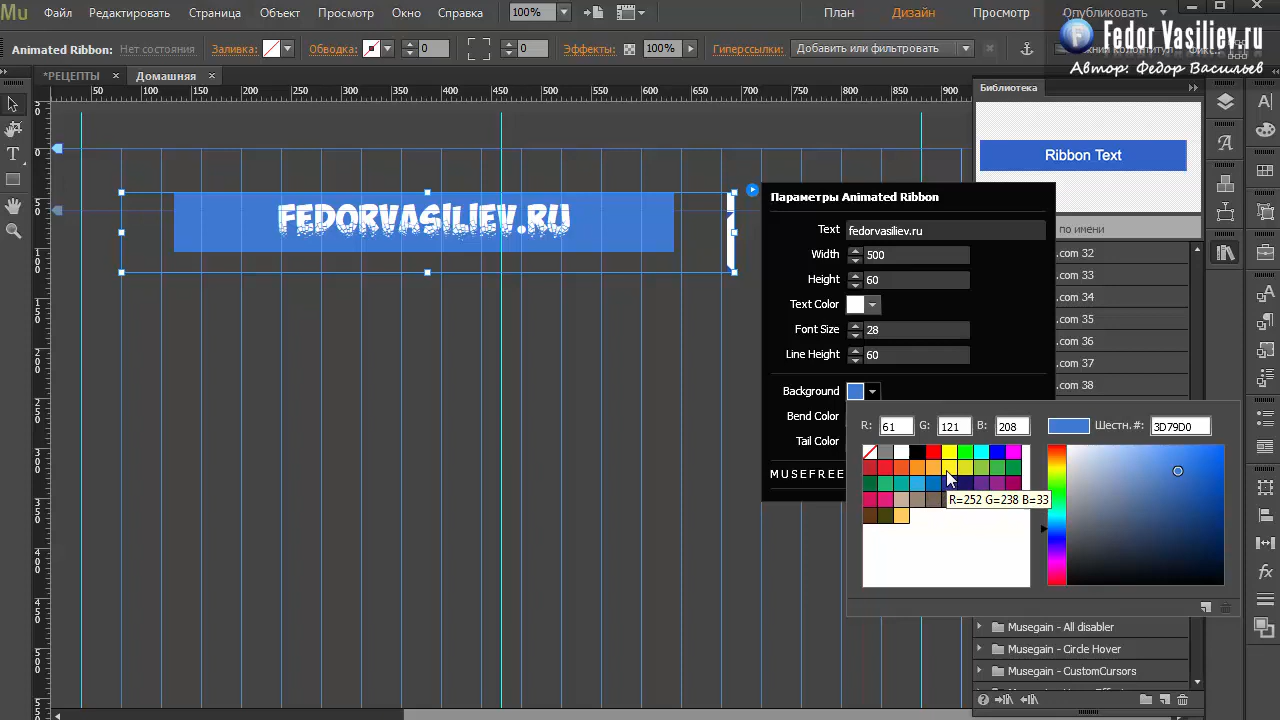 Mu Файл Редактировать Страница Объект Просмотр Окно Справка 100% План Дизайн Просмотр Опубликовать
Fedor Vasiliev.ru
Автор: Федор Васильев
Animated Ribbon: Нет состояния Заливка: Обводка: 0 0 Эффекты: 100% Гиперссылки: Добавить или фильтровать
*РЕЦЕПТЫ × Домашняя ×
Библиотека
50 100 150 200 250 300 350 400 450 500 550 600 650 700 750 800 850 900
Ribbon Text
FEDORVASILIEV.RU
Параметры Animated Ribbon
Text fedorvasiliev.ru
по имени
Width 500
.com 32
Height 60
.com 33
Text Color
.com 34
Font Size 28
.com 35
Line Height 60
.com 36
.com 37
Background
.com 38
Bend Color
Tail Color
MUSEFREE
R: 61 G: 121 B: 208 Шестн.#: 3D79D0
R=252 G=238 B=33
Musegain - All disabler
Musegain - Circle Hover
Musegain - CustomCursors